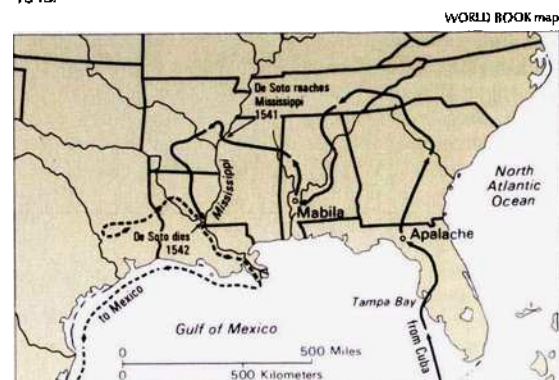 WORLD BOOK map
De Soto reaches
Mississippi
1541
Mississippi
North
Atlantic
Ocean
Mabila
De Soto dies
1542
Apalache
Tampa Bay
to Mexico
Gulf of Mexico
from Cuba
0 500 Miles
0 500 Kilometers